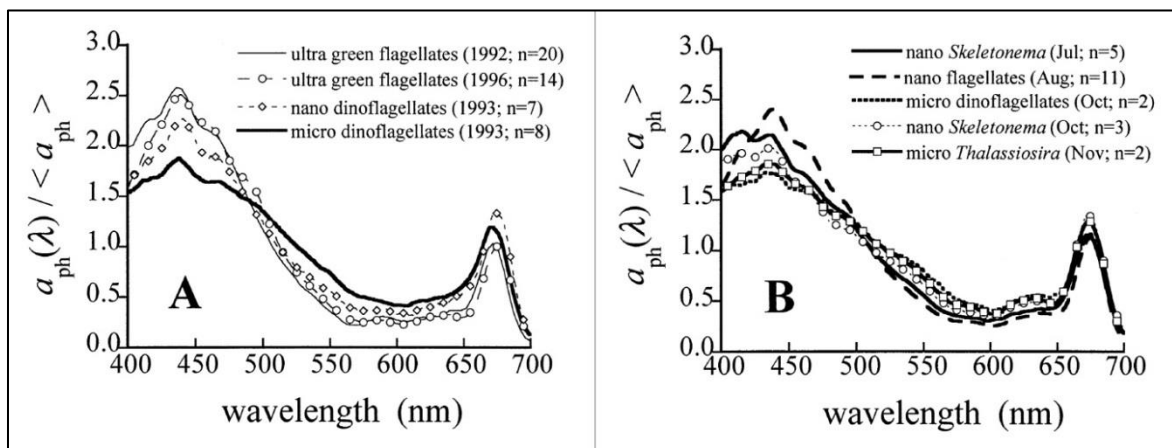 a_ph(λ) / < a_ph >
3.0
2.5
2.0
1.5
1.0
0.5
0.0
400 450 500 550 600 650 700
wavelength (nm)
A
ultra green flagellates (1992; n=20)
ultra green flagellates (1996; n=14)
nano dinoflagellates (1993; n=7)
micro dinoflagellates (1993; n=8)
a_ph(λ) / < a_ph >
3.0
2.5
2.0
1.5
1.0
0.5
0.0
400 450 500 550 600 650 700
wavelength (nm)
B
nano Skeletonema (Jul; n=5)
nano flagellates (Aug; n=11)
micro dinoflagellates (Oct; n=2)
nano Skeletonema (Oct; n=3)
micro Thalassiosira (Nov; n=2)